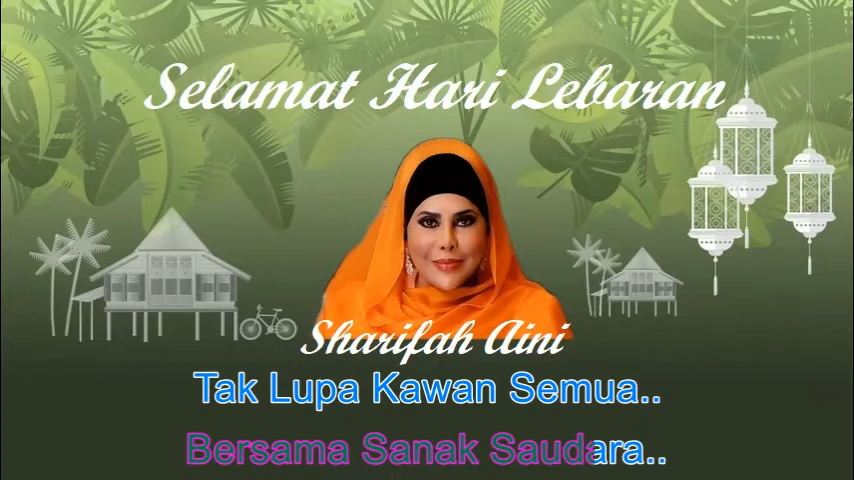 Selamat Hari Lebaran
Sharifah Aini
Tak Lupa Kawan Semua..
Bersama Sanak Saudara..